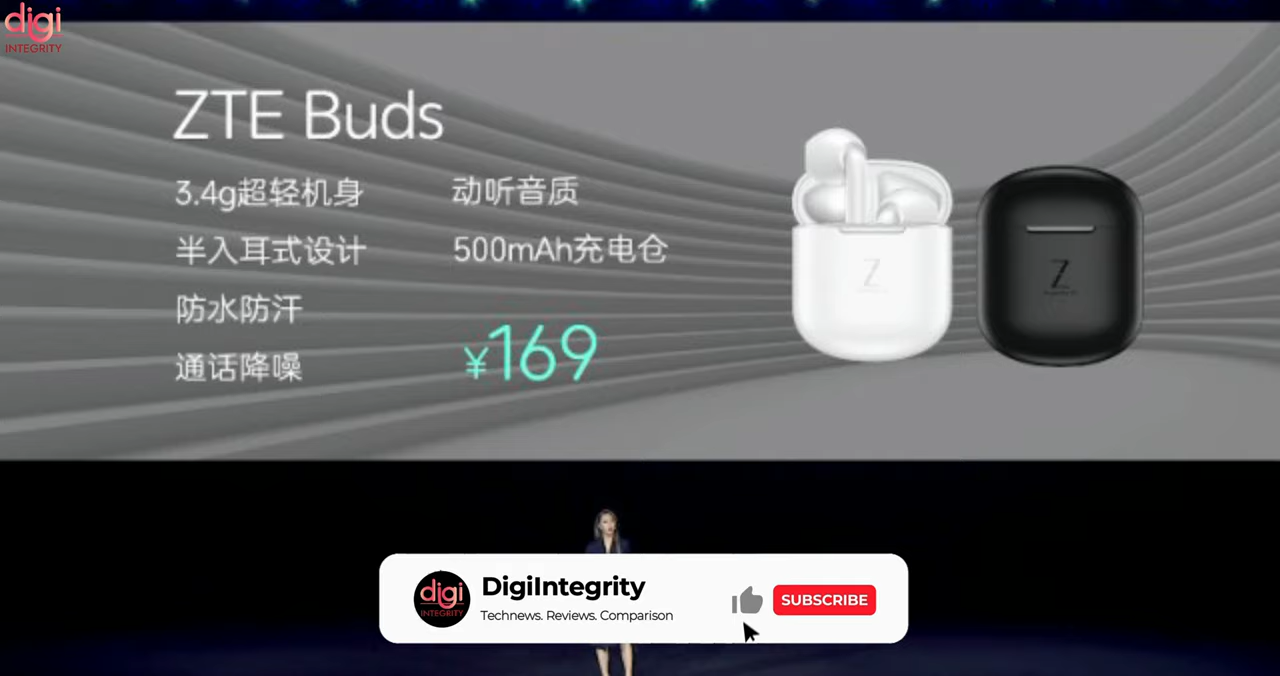 digi
INTEGRITY
ZTE Buds
3.4g超轻机身
动听音质
半入耳式设计
500mAh充电仓
防水防汗
通话降噪
¥169
Z
Z
digi
INTEGRITY
DigiIntegrity
Technews. Reviews. Comparison
SUBSCRIBE